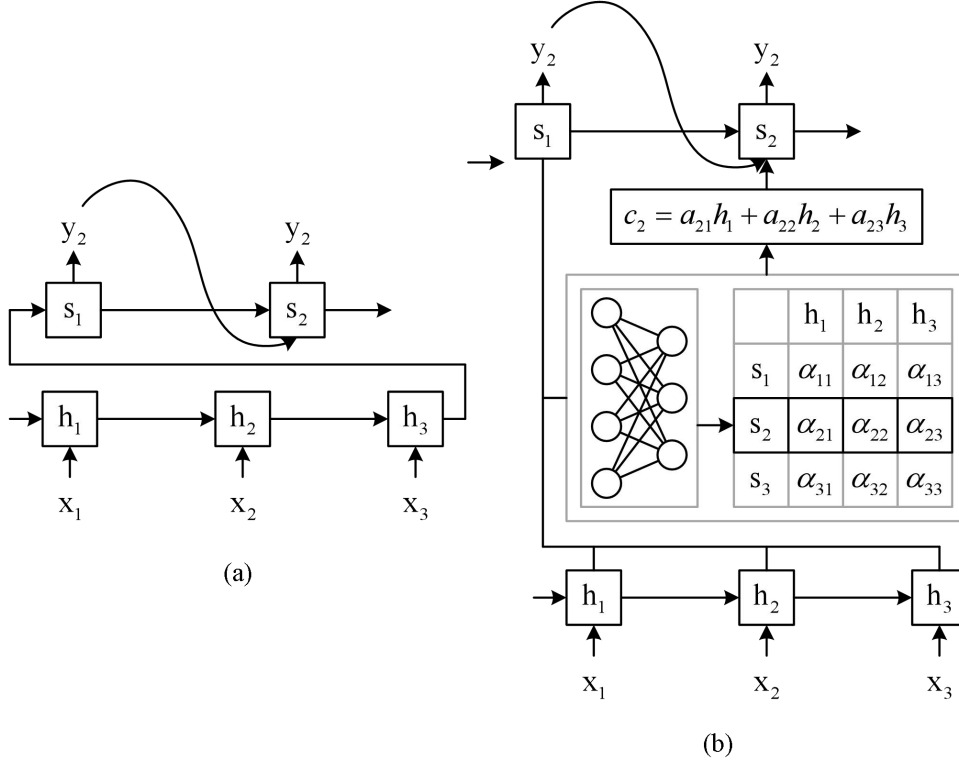 y₂ y₂
s₁ s₂
h₁ h₂ h₃
x₁ x₂ x₃
(a)
y₂ y₂
s₁ s₂
c₂ = a₂₁h₁ + a₂₂h₂ + a₂₃h₃
h₁ h₂ h₃
s₁ α₁₁ α₁₂ α₁₃
s₂ α₂₁ α₂₂ α₂₃
s₃ α₃₁ α₃₂ α₃₃
h₁ h₂ h₃
x₁ x₂ x₃
(b)